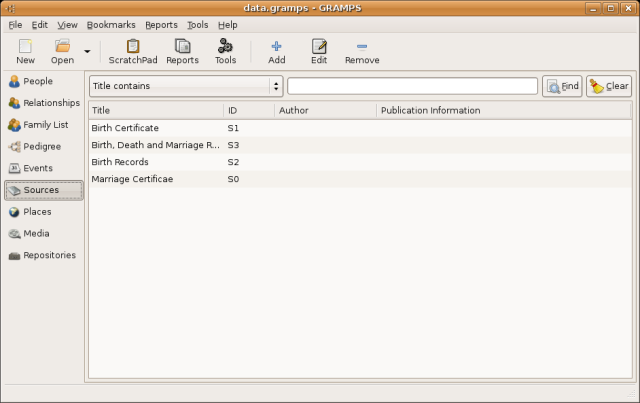 data.gramps - GRAMPS
File Edit View Bookmarks Reports Tools Help
New Open ScratchPad Reports Tools Add Edit Remove
People
Relationships
Family List
Pedigree
Events
Sources
Places
Media
Repositories
Title contains Find Clear
Title ID Author Publication Information
Birth Certificate S1
Birth, Death and Marriage R... S3
Birth Records S2
Marriage Certificae S0